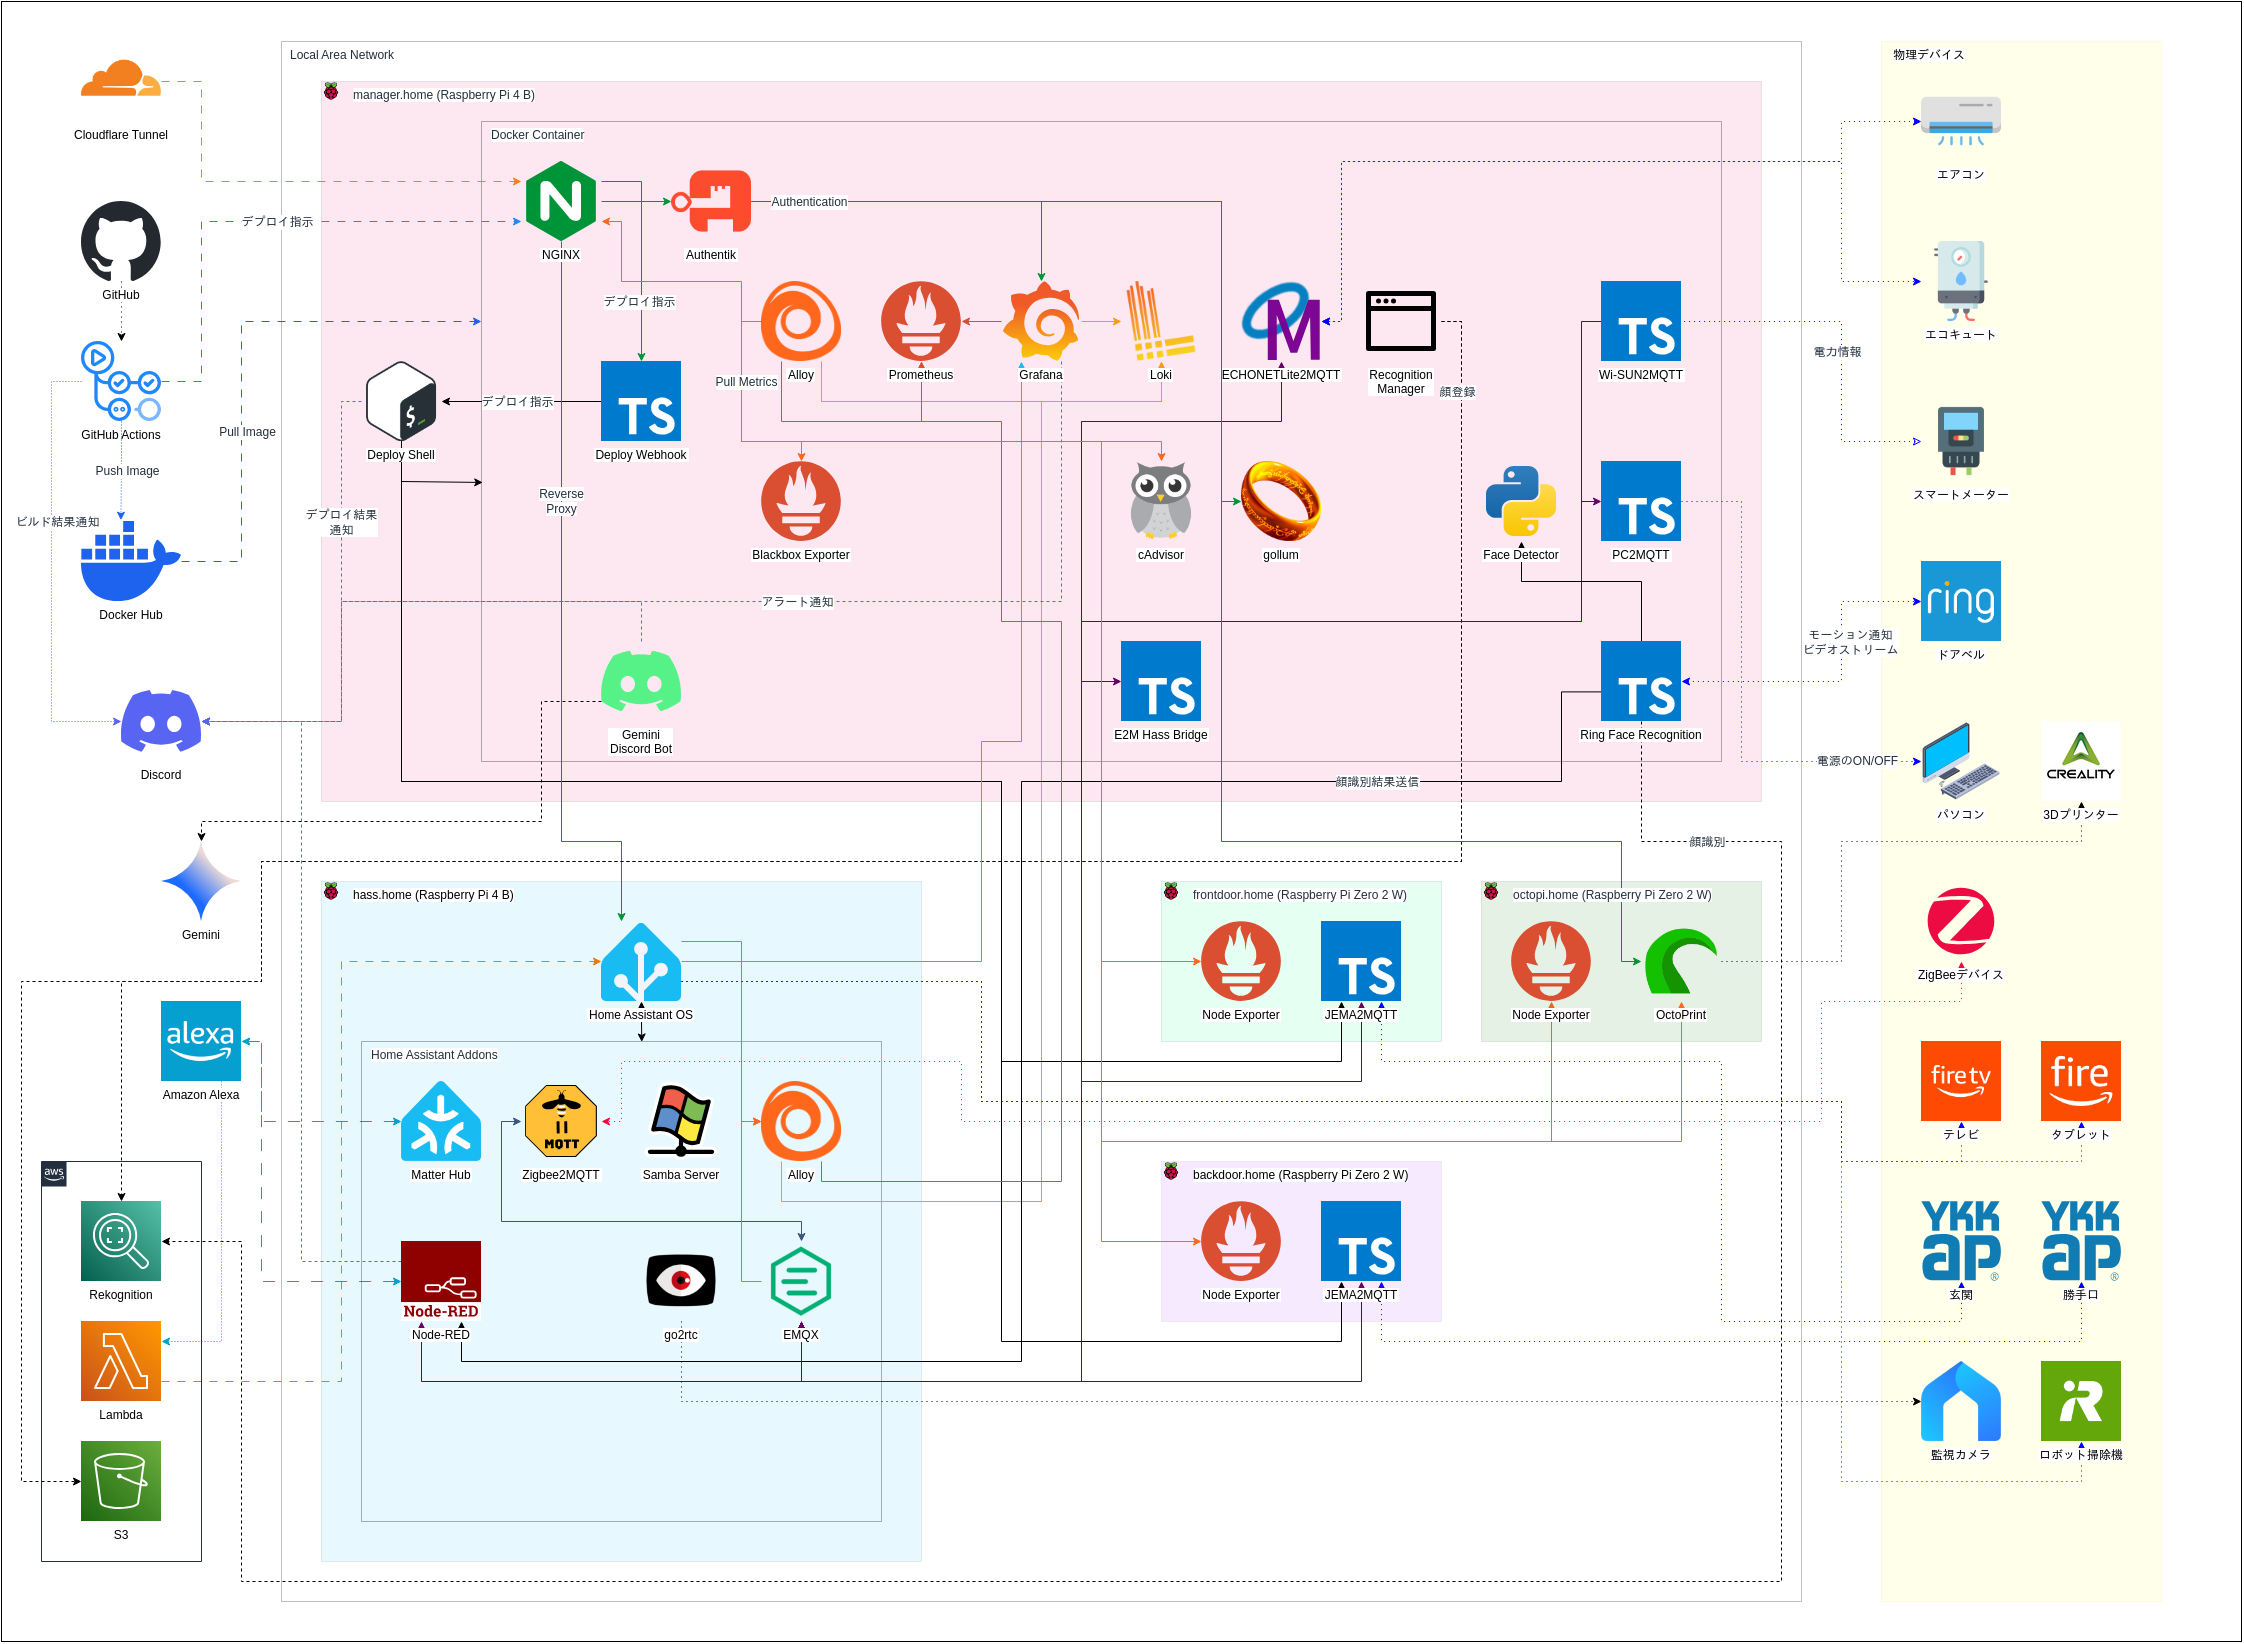 Local Area Network
物理デバイス
manager.home (Raspberry Pi 4 B)
Cloudflare Tunnel
Docker Container
エアコン
Authentication
デプロイ指示
NGINX
Authentik
GitHub
デプロイ指示
TS
M
エコキュート
電力情報
Pull Metrics
Alloy
Prometheus
Grafana
Loki
ECHONETLite2MQTT
Recognition
Manager
顔登録
Wi-SUN2MQTT
デプロイ指示
TS
$_
GitHub Actions
Pull Image
Deploy Shell
Deploy Webhook
Push Image
Reverse
Proxy
スマートメーター
TS
ビルド結果通知
デプロイ結果
通知
Blackbox Exporter
cAdvisor
gollum
Face Detector
PC2MQTT
Docker Hub
アラート通知
ring
モーション通知
ビデオストリーム
ドアベル
TS
TS
Gemini
Discord Bot
E2M Hass Bridge
Ring Face Recognition
Discord
顔識別結果送信
電源のON/OFF
CREALITY
パソコン
3Dプリンター
顔識別
hass.home (Raspberry Pi 4 B)
frontdoor.home (Raspberry Pi Zero 2 W)
octopi.home (Raspberry Pi Zero 2 W)
Gemini
TS
ZigBeeデバイス
Home Assistant OS
Node Exporter
JEMA2MQTT
Node Exporter
OctoPrint
alexa
Home Assistant Addons
Amazon Alexa
firetv
fire
MQTT
テレビ
タブレット
aws
Matter Hub
Zigbee2MQTT
Samba Server
Alloy
backdoor.home (Raspberry Pi Zero 2 W)
TS
YKK
ap®
YKK
ap®
Rekognition
Node Exporter
JEMA2MQTT
玄関
勝手口
Node-RED
Node-RED
go2rtc
EMQX
Lambda
R
監視カメラ
ロボット掃除機
S3